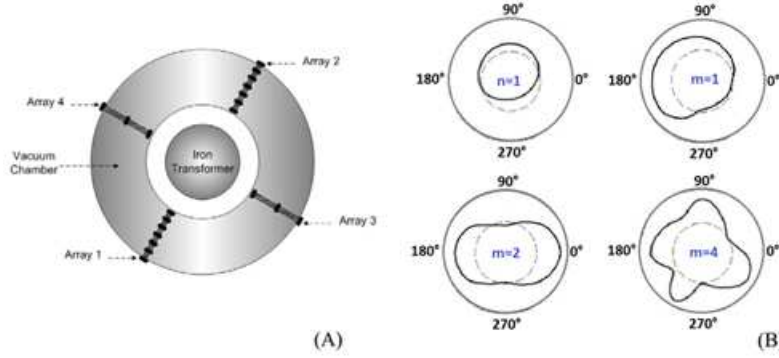 Array 2
Array 4
Vacuum
Chamber
Iron
Transformer
Array 3
Array 1
(A)
90°
180°
n=1
0°
270°
90°
180°
m=1
0°
270°
90°
180°
m=2
0°
270°
90°
180°
m=4
0°
270°
(B)